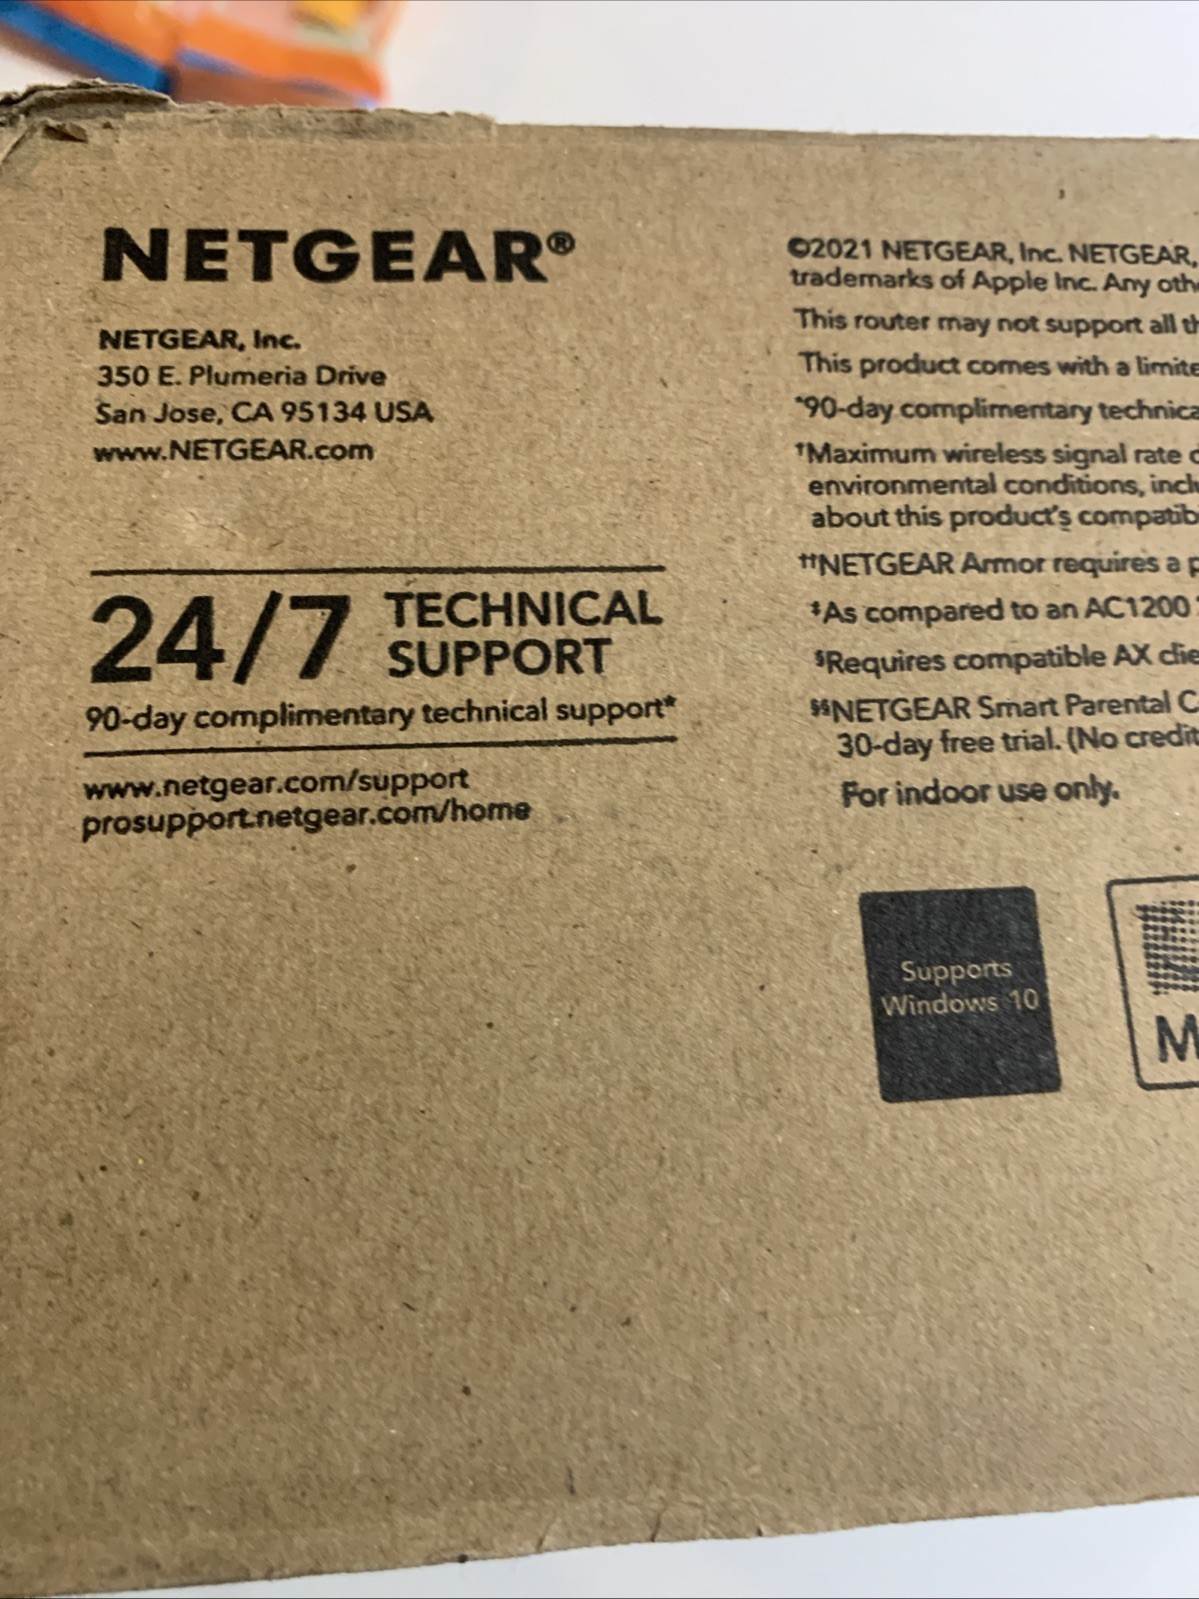 NETGEAR®
NETGEAR, Inc.
350 E. Plumeria Drive
San Jose, CA 95134 USA
www.NETGEAR.com
24/7 TECHNICAL
SUPPORT
90-day complimentary technical support*
www.netgear.com/support
prosupport.netgear.com/home
©2021 NETGEAR, Inc. NETGEAR,
trademarks of Apple Inc. Any
This router may not support all
This product comes with a
*90-day complimentary
†Maximum wireless signal rate
environmental conditions,
about this product's
††NETGEAR Armor requires a
‡As compared to an AC1200
§Requires compatible AX
§§NETGEAR Smart Parental
30-day free trial. (No
For indoor use only.
Supports
Windows 10